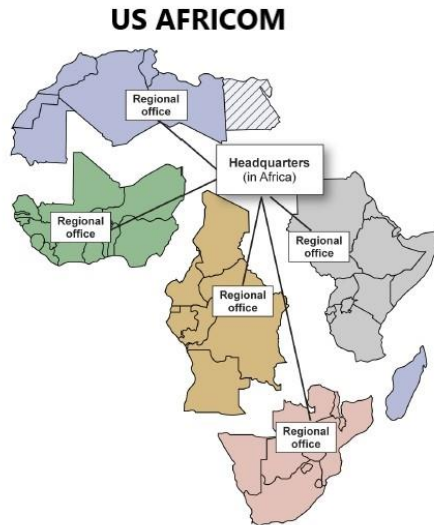 US AFRICOM
Regional
office
Headquarters
(in Africa)
Regional
office
Regional
office
Regional
office
Regional
office